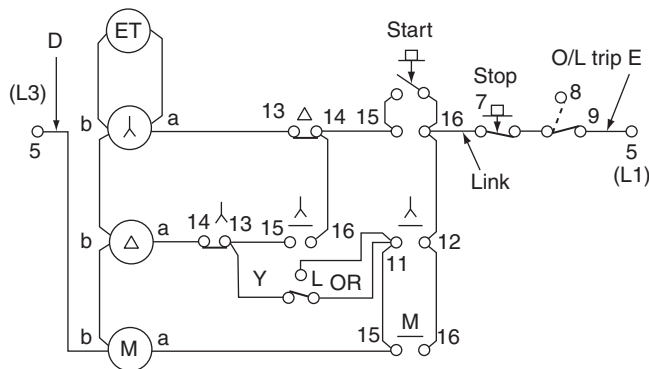 ET
D
Start
O/L trip E
Stop
(L3)
13 Δ 14
15
16
7
8
9
5
b
a
5
(L1)
Link
14 13
15
16
b
Δ
a
11
12
Y
L
OR
b
M
a
15
M
16